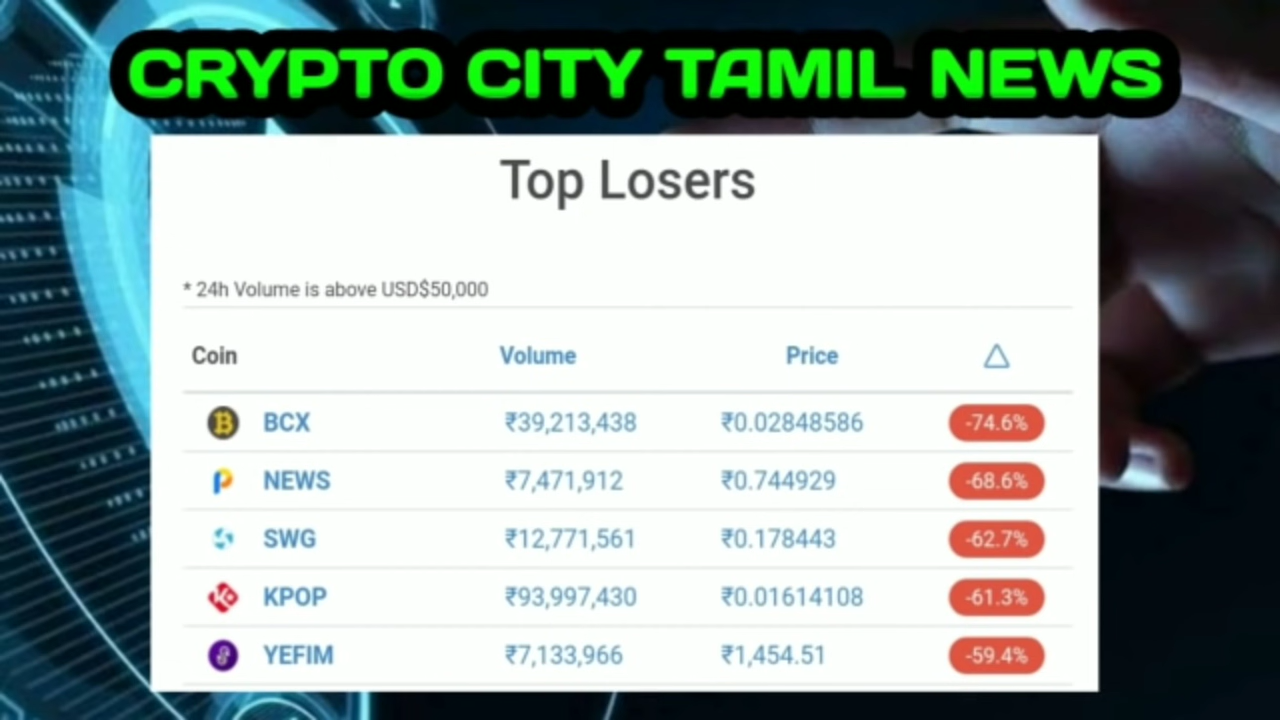 CRYPTO CITY TAMIL NEWS
Top Losers
* 24h Volume is above USD$50,000
Coin Volume Price △
BCX ₹39,213,438 ₹0.02848586 -74.6%
NEWS ₹7,471,912 ₹0.744929 -68.6%
SWG ₹12,771,561 ₹0.178443 -62.7%
KPOP ₹93,997,430 ₹0.01614108 -61.3%
YEFIM ₹7,133,966 ₹1,454.51 -59.4%